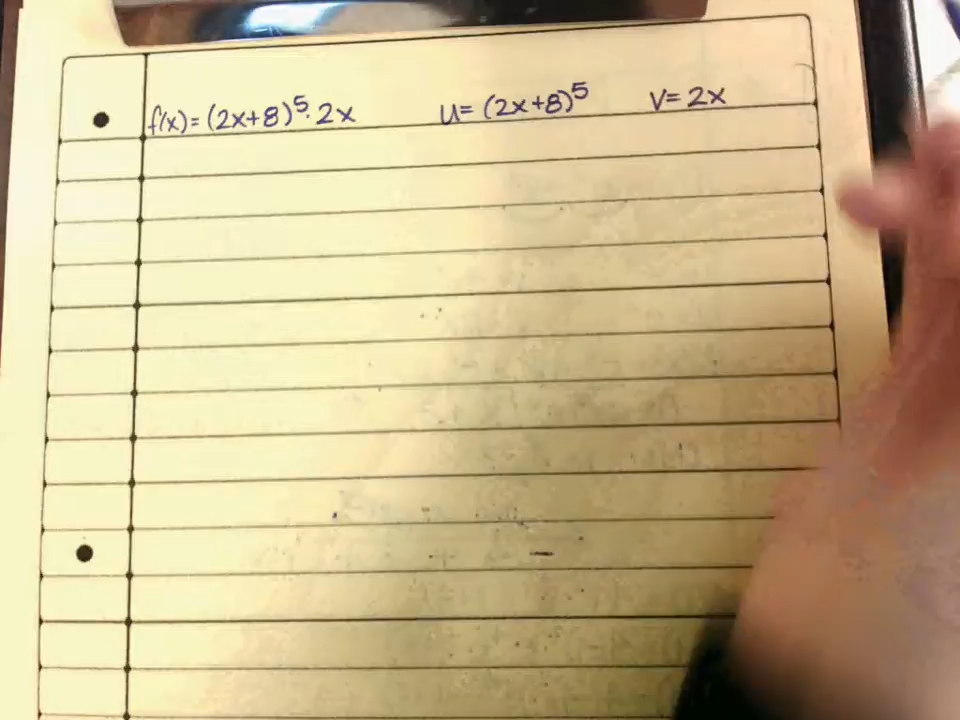 f(x) = (2x+8)⁵ · 2x u = (2x+8)⁵ v = 2x